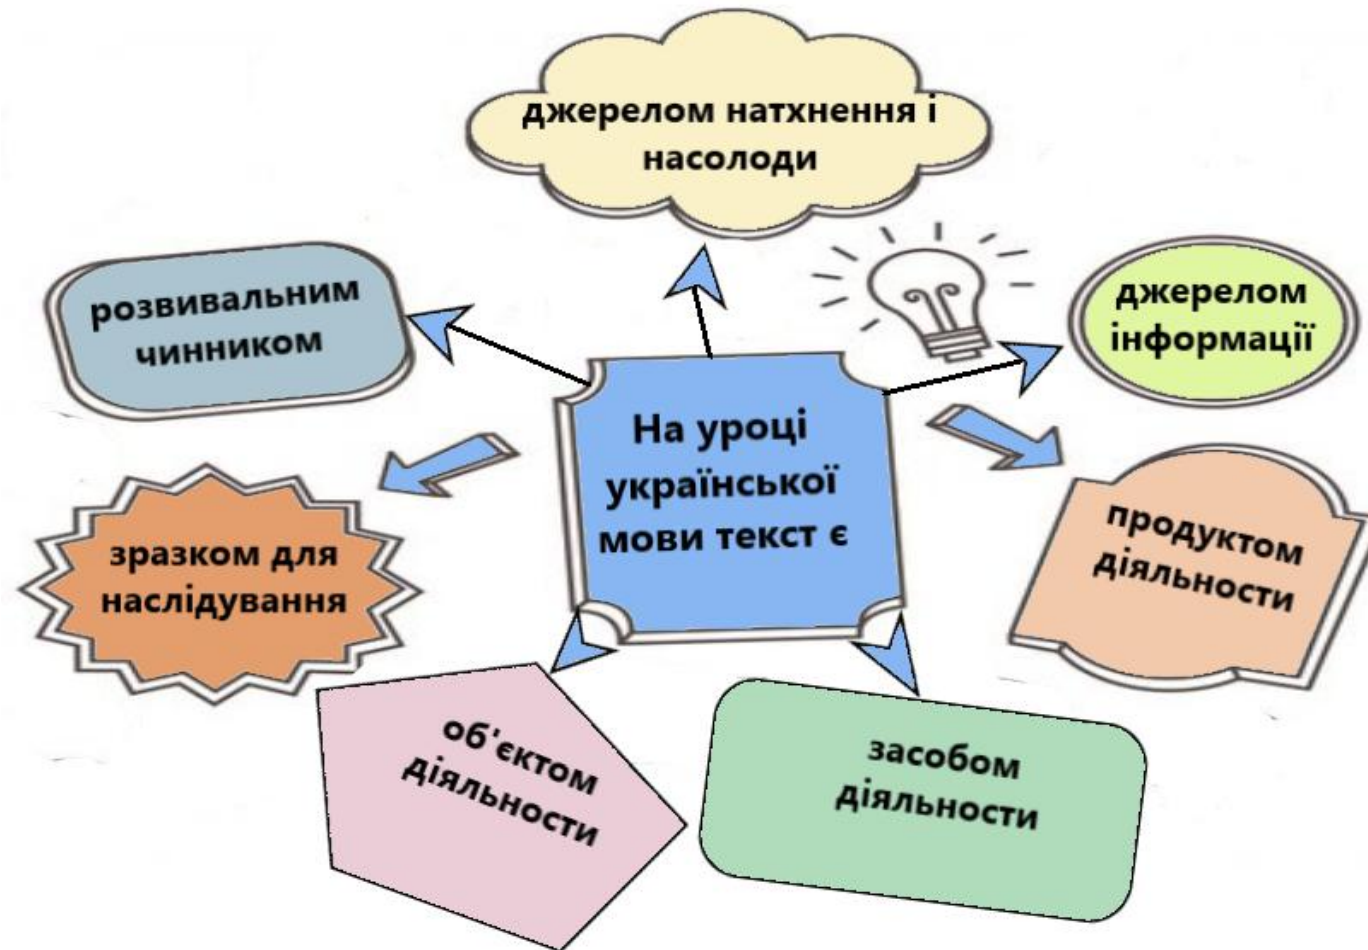 джерелом натхнення і
насолоди
розвивальним
чинником
джерелом
інформації
На уроці
української
мови текст є
зразком для
наслідування
продуктом
діяльности
об'єктом
діяльности
засобом
діяльности